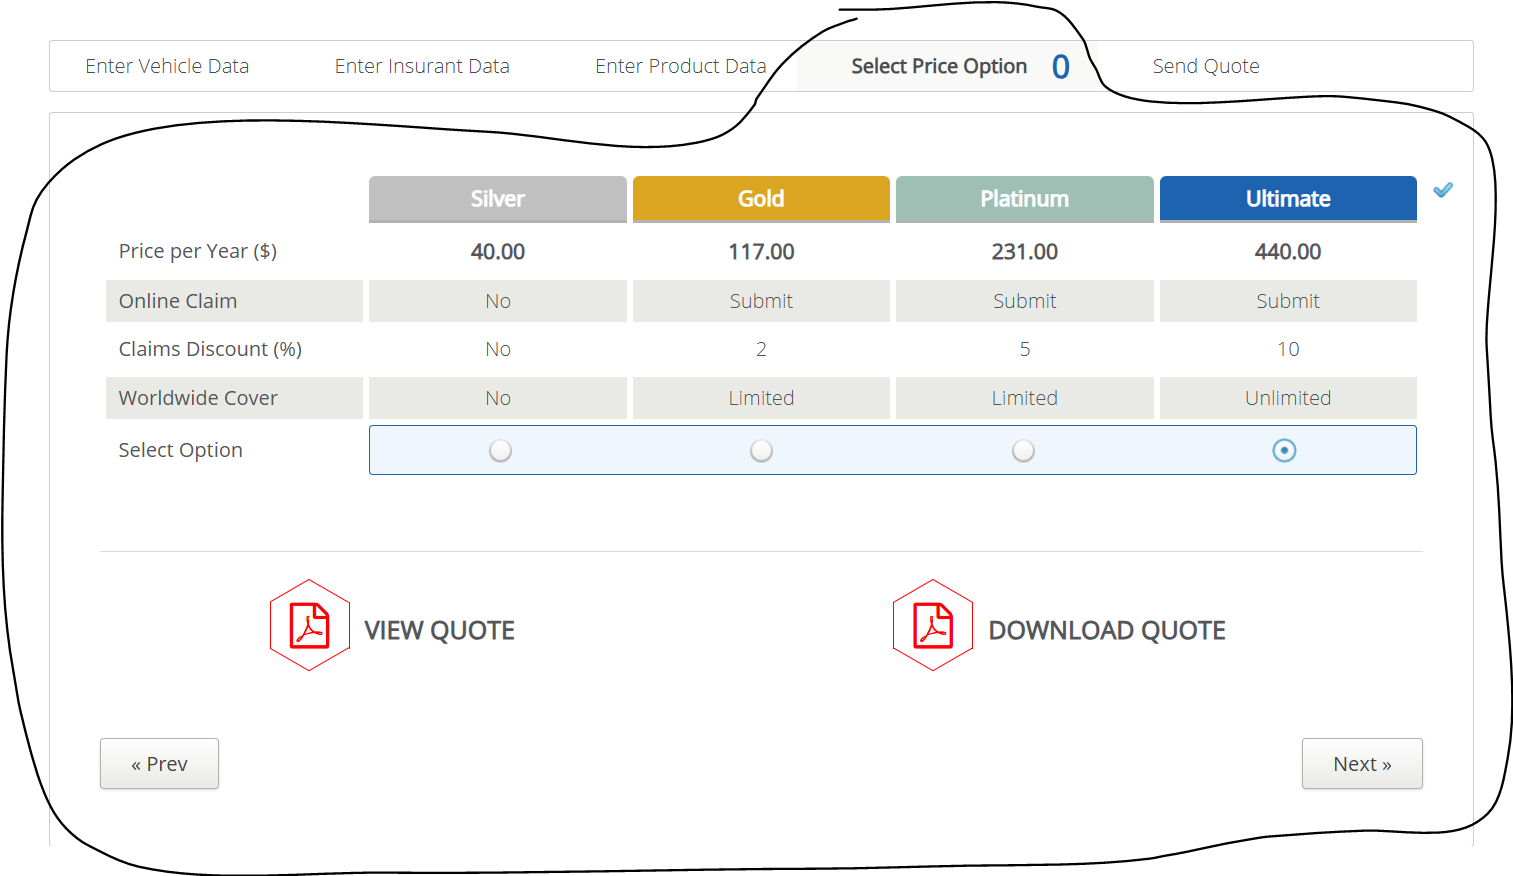 Enter Vehicle Data Enter Insurant Data Enter Product Data Select Price Option 0 Send Quote
Silver Gold Platinum Ultimate
Price per Year ($) 40.00 117.00 231.00 440.00
Online Claim No Submit Submit Submit
Claims Discount (%) No 2 5 10
Worldwide Cover No Limited Limited Unlimited
Select Option
VIEW QUOTE DOWNLOAD QUOTE
« Prev Next »